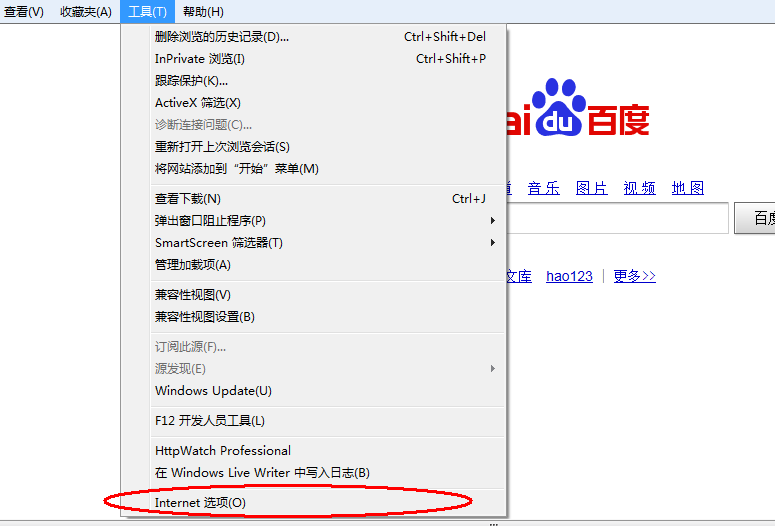 查看(V) 收藏夹(A) 工具(T) 帮助(H)
删除浏览的历史记录(D)... Ctrl+Shift+Del
InPrivate 浏览(I) Ctrl+Shift+P
跟踪保护(K)...
ActiveX 筛选(X)
诊断连接问题(C)...
重新打开上次浏览会话(S)
将网站添加到“开始”菜单(M)
查看下载(N) Ctrl+J
弹出窗口阻止程序(P)
SmartScreen 筛选器(T)
管理加载项(A)
兼容性视图(V)
兼容性视图设置(B)
订阅此源(F)...
源发现(E)
Windows Update(U)
F12 开发人员工具(L)
HttpWatch Professional
在 Windows Live Writer 中写入日志(B)
Internet 选项(O)
ai du 百度
音乐 图片 视频 地图
百度
文库 hao123 | 更多>>